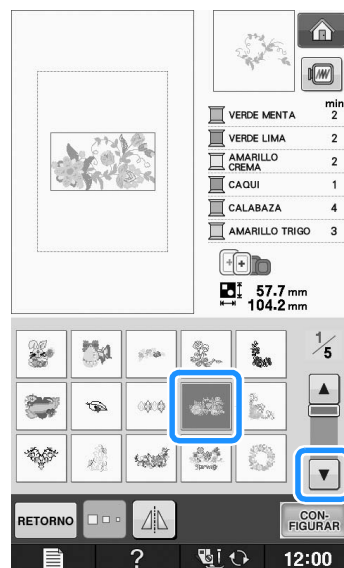 min
VERDE MENTA 2
VERDE LIMA 2
AMARILLO
CREMA 2
CAQUI 1
CALABAZA 4
AMARILLO TRIGO 3
57.7 mm
104.2 mm
1/5
RETORNO
CON-
FIGURAR
? 12:00